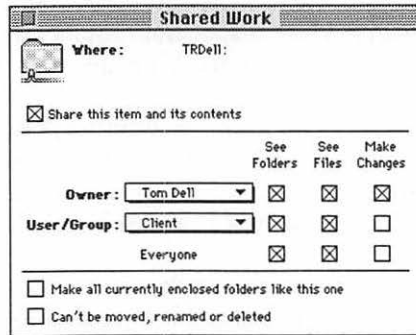 Shared Work
Where: TRDell:
Share this item and its contents
See Folders See Files Make Changes
Owner: Tom Dell
User/Group: Client
Everyone
Make all currently enclosed folders like this one
Can't be moved, renamed or deleted